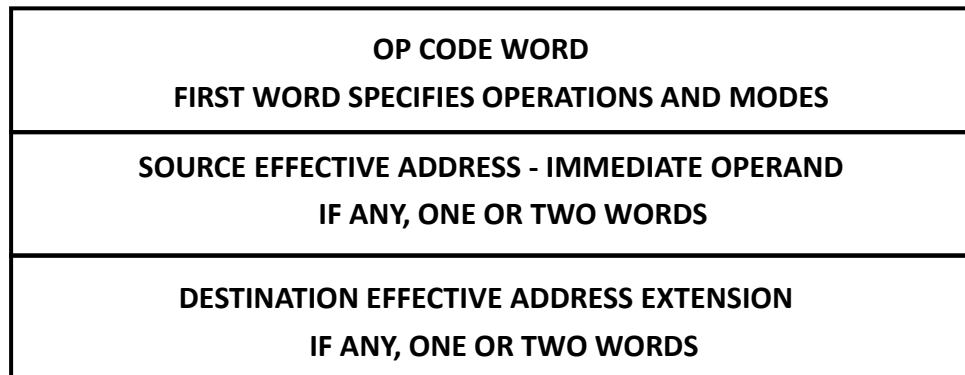 OP CODE WORD
FIRST WORD SPECIFIES OPERATIONS AND MODES
SOURCE EFFECTIVE ADDRESS - IMMEDIATE OPERAND
IF ANY, ONE OR TWO WORDS
DESTINATION EFFECTIVE ADDRESS EXTENSION
IF ANY, ONE OR TWO WORDS